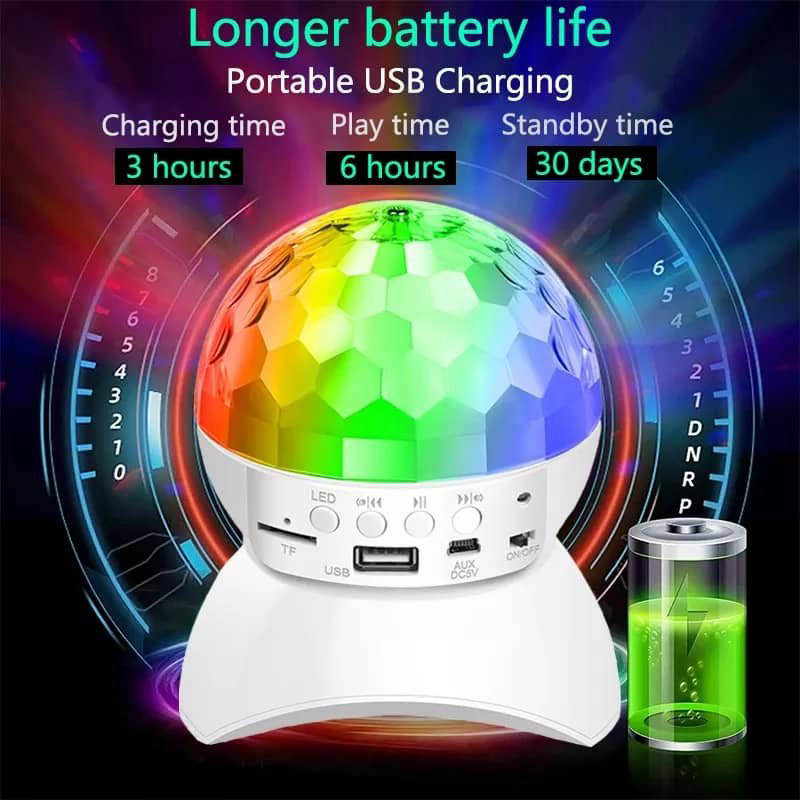 Longer battery life
Portable USB Charging
Charging time Play time Standby time
3 hours 6 hours 30 days
8
7
6
5
4
3
2
1
0
6
5
4
3
2
1
D
N
R
P
LED
TF
USB
AUX
DC5V
ON/OFF